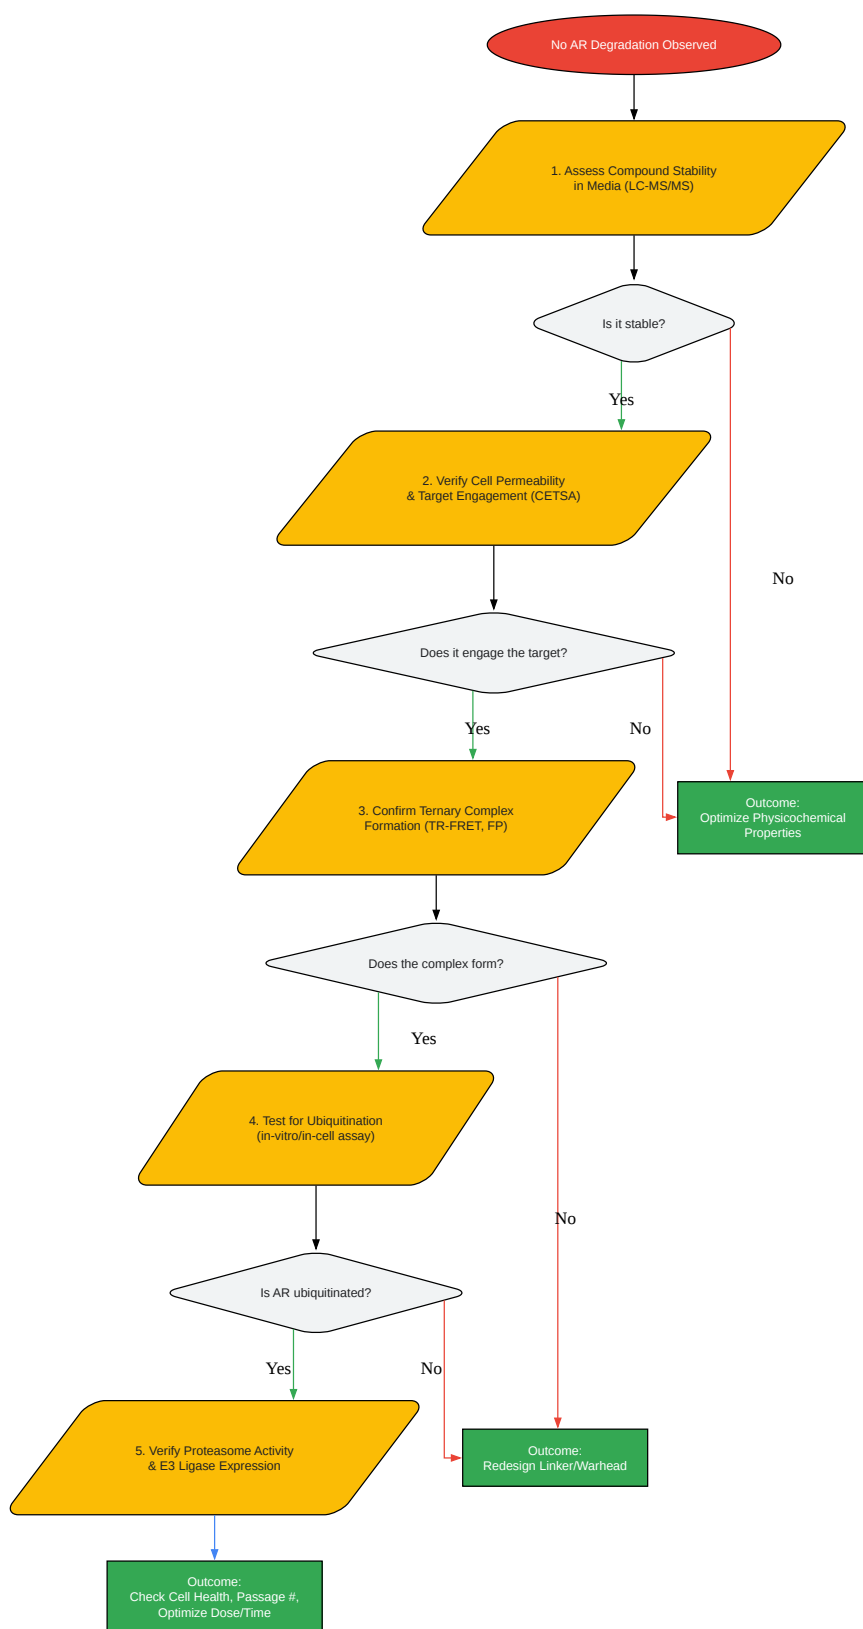 No AR Degradation Observed
1. Assess Compound Stability
in Media (LC-MS/MS)
Is it stable?
Yes
2. Verify Cell Permeability
& Target Engagement (CETSA)
No
Does it engage the target?
Yes
No
Outcome:
Optimize Physicochemical
Properties
3. Confirm Ternary Complex
Formation (TR-FRET, FP)
Does the complex form?
Yes
4. Test for Ubiquitination
(in-vitro/in-cell assay)
No
Is AR ubiquitinated?
Yes
No
5. Verify Proteasome Activity
& E3 Ligase Expression
Outcome:
Redesign Linker/Warhead
Outcome:
Check Cell Health, Passage #,
Optimize Dose/Time